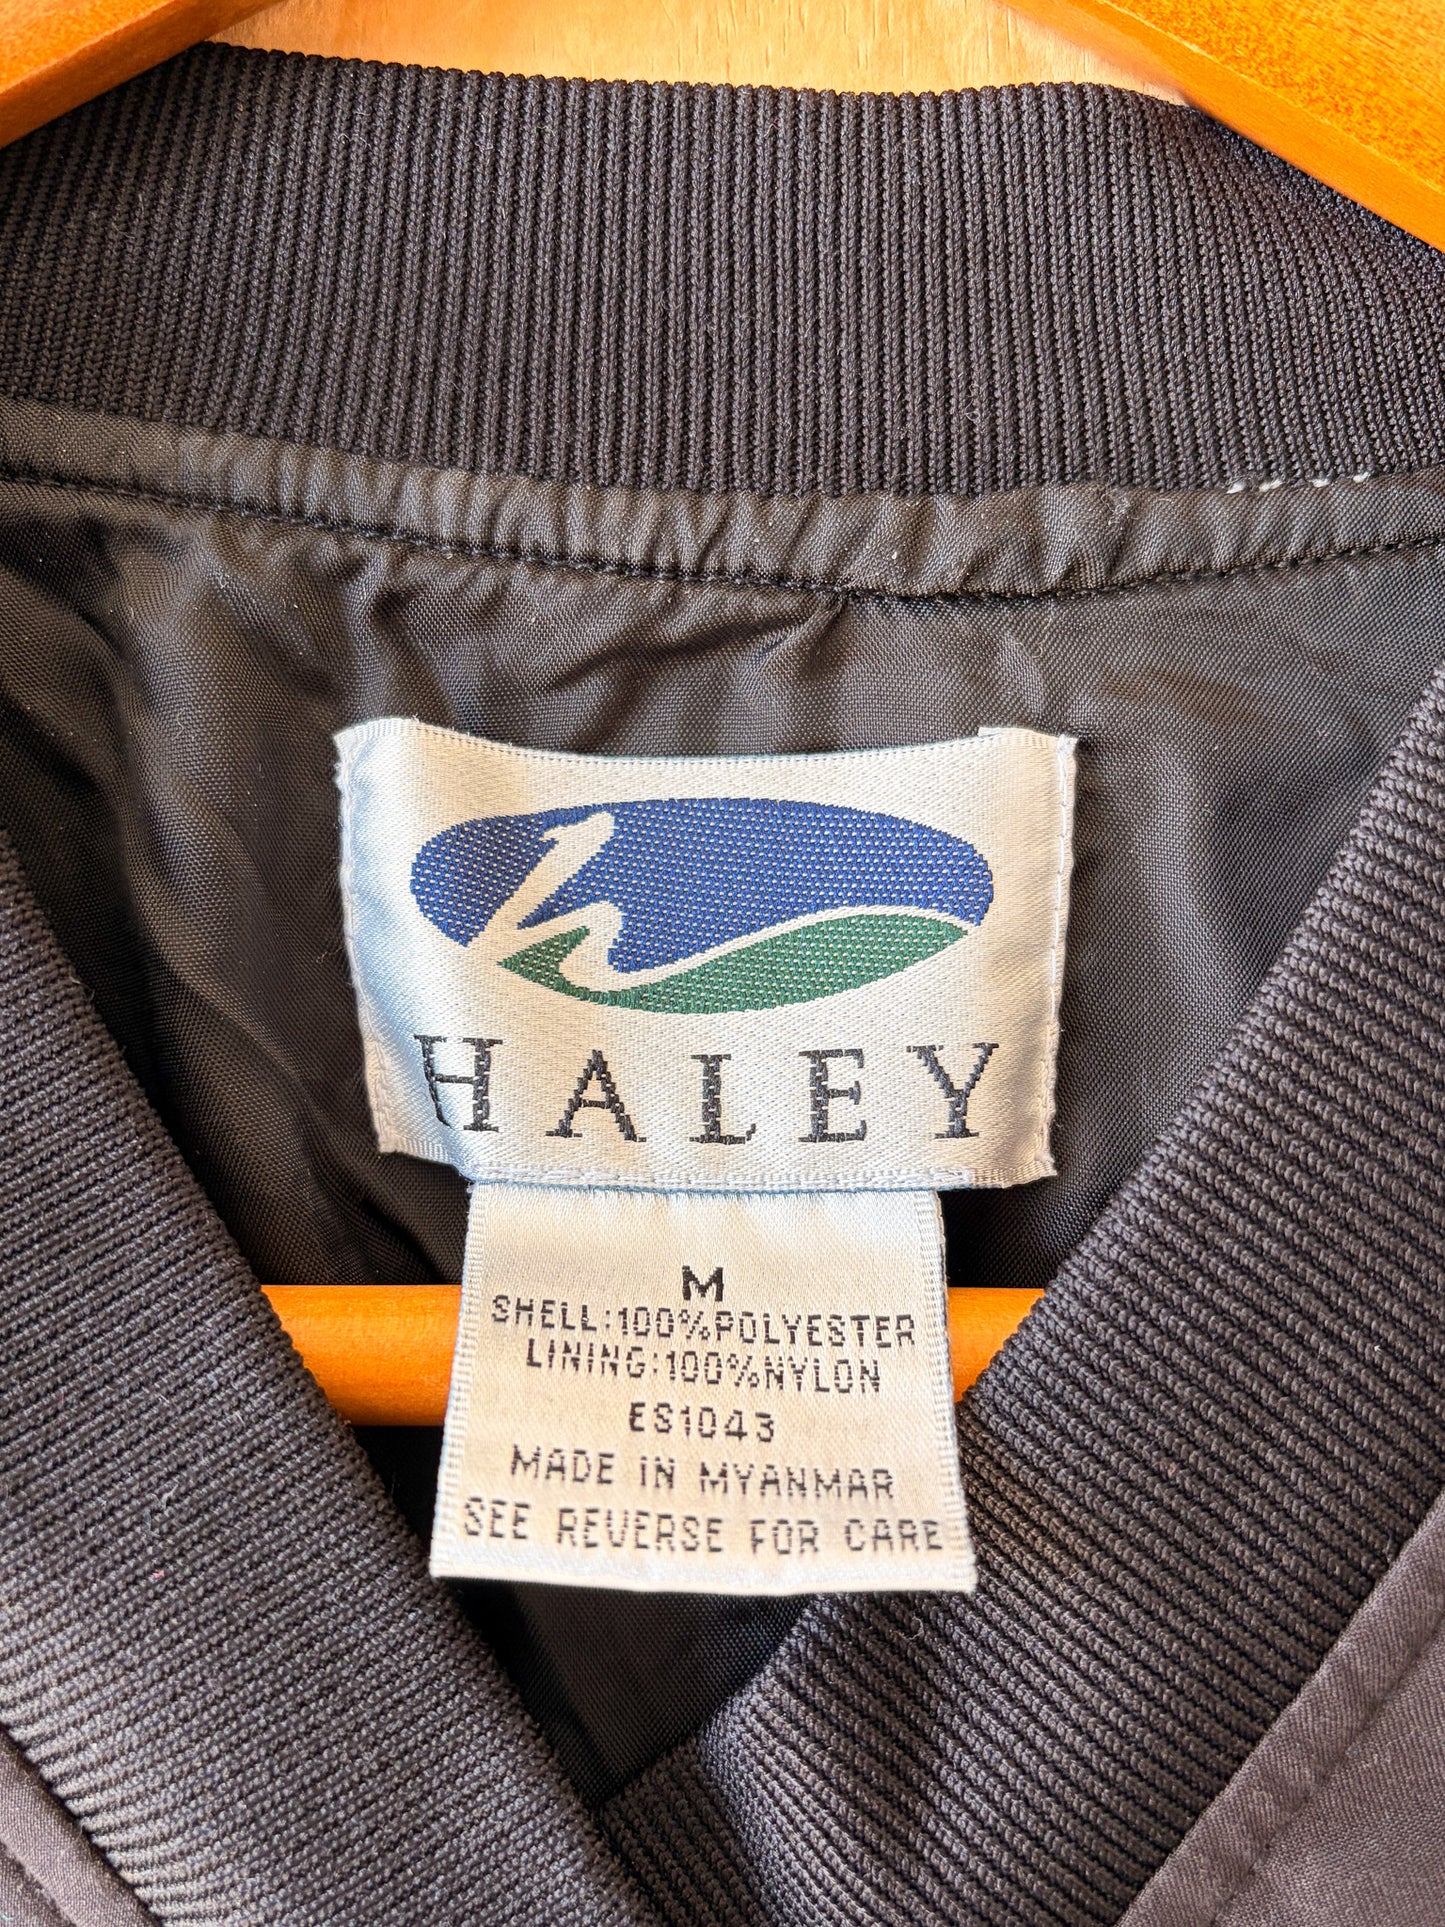 h
HALEY
M
SHELL:100%POLYESTER
LINING:100%NYLON
ES1043
MADE IN MYANMAR
SEE REVERSE FOR CARE